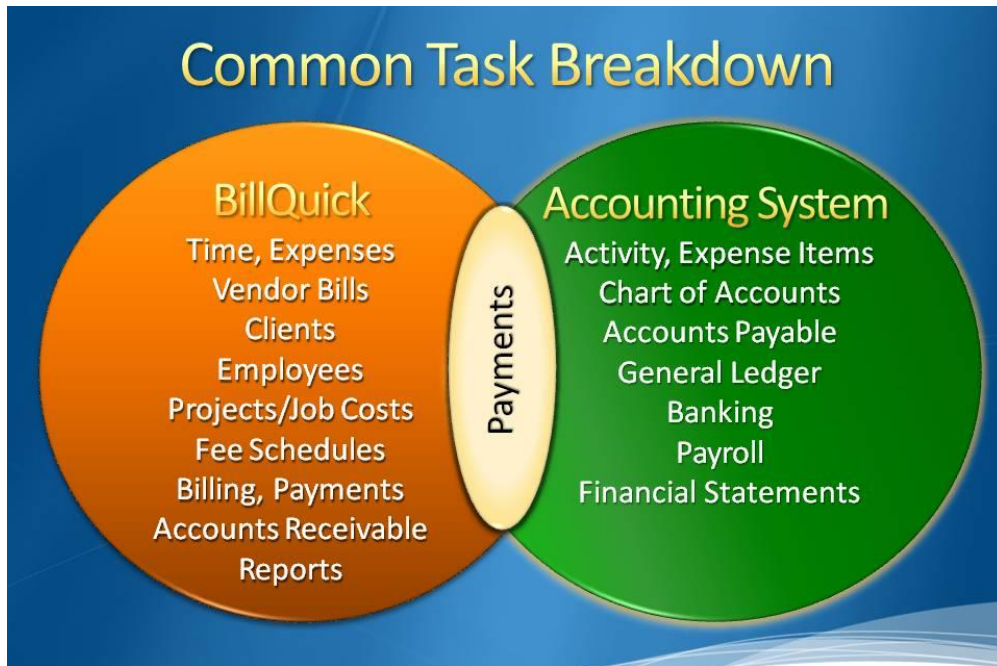 Common Task Breakdown
BillQuick
Time, Expenses
Vendor Bills
Clients
Employees
Projects/Job Costs
Fee Schedules
Billing, Payments
Accounts Receivable
Reports
Payments
Accounting System
Activity, Expense Items
Chart of Accounts
Accounts Payable
General Ledger
Banking
Payroll
Financial Statements